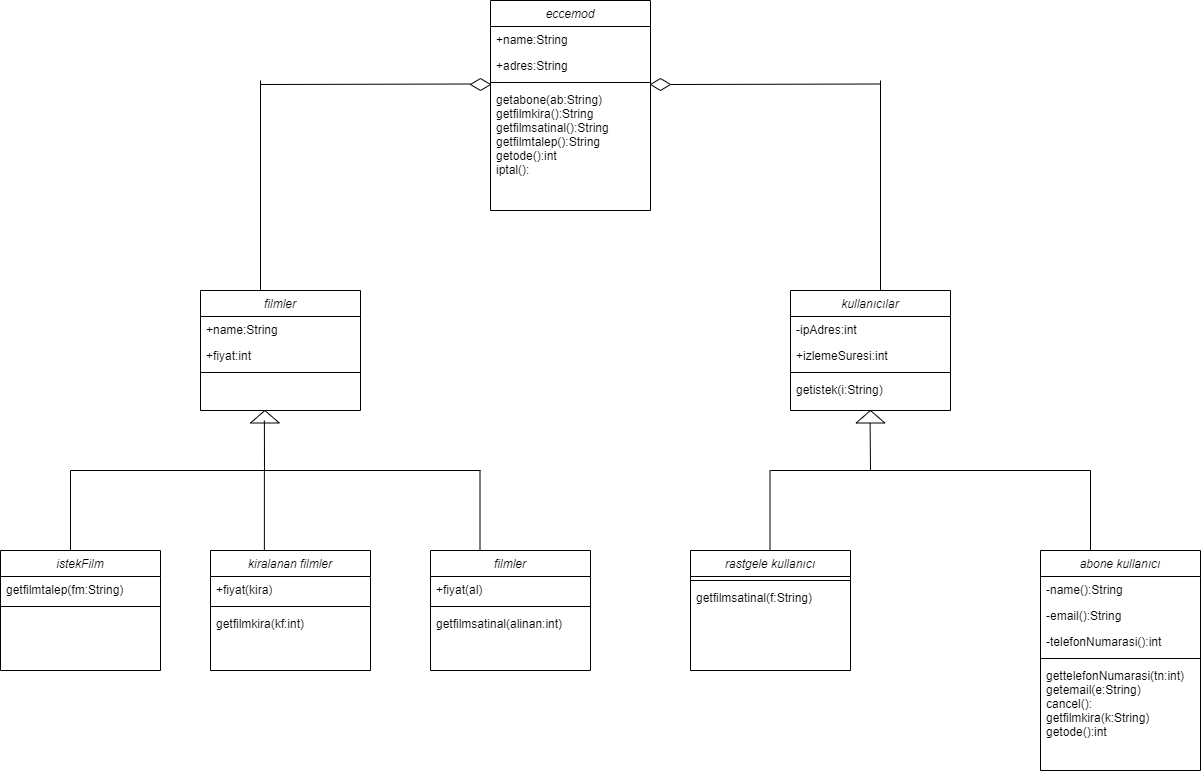 eccemod
+name:String
+adres:String
getabone(ab:String)
getfilmkira():String
getfilmsatinal():String
getfilmtalep():String
getode():int
iptal():
filmler
+name:String
+fiyat:int
kullanıcılar
-ipAdres:int
+izlemeSuresi:int
getistek(i:String)
istekFilm
getfilmtalep(fm:String)
kiralanan filmler
+fiyat(kira)
getfilmkira(kf:int)
filmler
+fiyat(al)
getfilmsatinal(alinan:int)
rastgele kullanıcı
getfilmsatinal(f:String)
abone kullanıcı
-name():String
-email():String
-telefonNumarasi():int
gettelefonNumarasi(tn:int)
getemail(e:String)
cancel():
getfilmkira(k:String)
getode():int